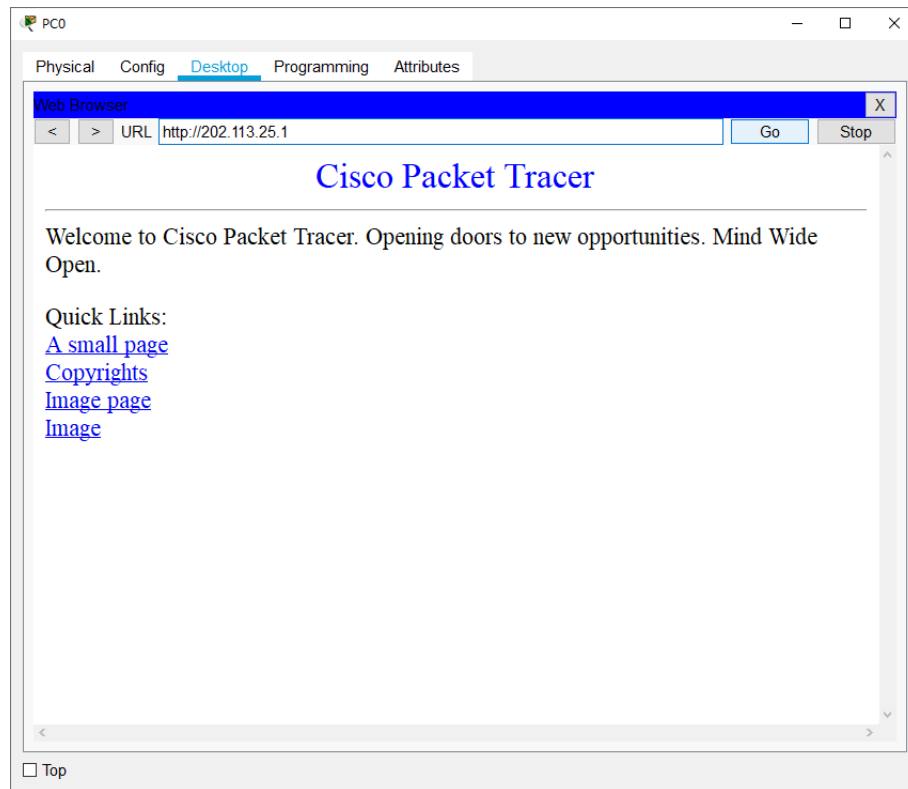 PC0
Physical Config Desktop Programming Attributes
Web Browser X
< > URL http://202.113.25.1 Go Stop
Cisco Packet Tracer
Welcome to Cisco Packet Tracer. Opening doors to new opportunities. Mind Wide
Open.
Quick Links:
A small page
Copyrights
Image page
Image
Top